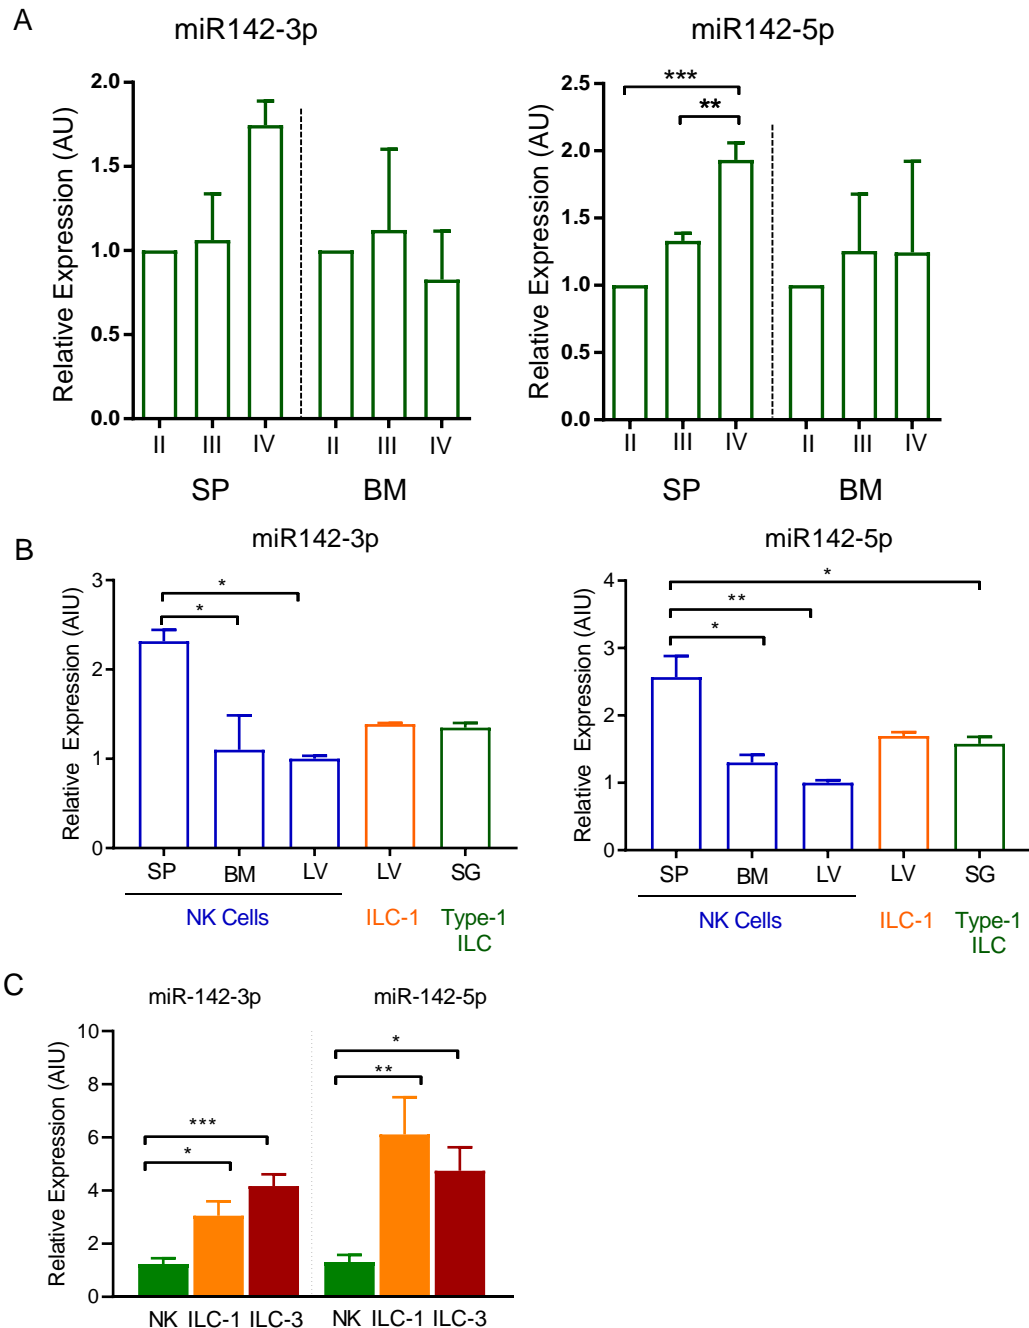 A
miR142-3p
miR142-5p
Relative Expression (AU)
2.0
1.5
1.0
0.5
0.0
II III IV II III IV
SP BM
Relative Expression (AU)
2.5
2.0
1.5
1.0
0.5
0.0
***
**
II III IV II III IV
SP BM
B
miR142-3p
miR142-5p
Relative Expression (AIU)
3
2
1
0
*
*
SP BM LV LV SG
NK Cells ILC-1 Type-1
ILC
Relative Expression (AIU)
4
3
2
1
0
*
**
*
SP BM LV LV SG
NK Cells ILC-1 Type-1
ILC
C
miR-142-3p
miR-142-5p
Relative Expression (AIU)
10
8
6
4
2
0
***
*
*
**
NK ILC-1 ILC-3 NK ILC-1 ILC-3